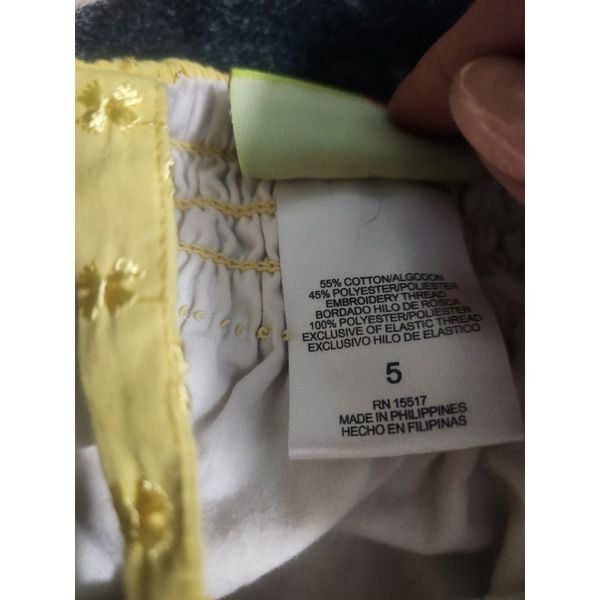 55% COTTON/ALGODON
45% POLYESTER/POLIESTER
EMBROIDERY THREAD
BORDADO HILO DE ROSCA
100% POLYESTER/POLIESTER
EXCLUSIVE OF ELASTIC THREAD
EXCLUSIVO HILO DE ELASTICO
5
RN 15517
MADE IN PHILIPPINES
HECHO EN FILIPINAS